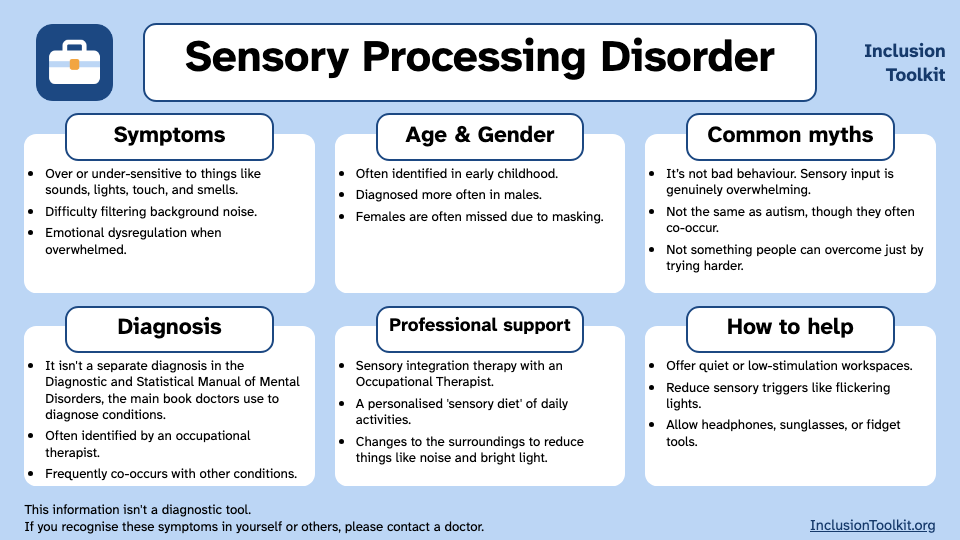 Sensory Processing Disorder
Inclusion
Toolkit
Symptoms
• Over or under-sensitive to things like
sounds, lights, touch, and smells.
• Difficulty filtering background noise.
• Emotional dysregulation when
overwhelmed.
Age & Gender
• Often identified in early childhood.
• Diagnosed more often in males.
• Females are often missed due to masking.
Common myths
• It's not bad behaviour. Sensory input is
genuinely overwhelming.
• Not the same as autism, though they often
co-occur.
• Not something people can overcome just by
trying harder.
Diagnosis
• It isn't a separate diagnosis in the
Diagnostic and Statistical Manual of Mental
Disorders, the main book doctors use to
diagnose conditions.
• Often identified by an occupational
therapist.
• Frequently co-occurs with other conditions.
Professional support
• Sensory integration therapy with an
Occupational Therapist.
• A personalised 'sensory diet' of daily
activities.
• Changes to the surroundings to reduce
things like noise and bright light.
How to help
• Offer quiet or low-stimulation workspaces.
• Reduce sensory triggers like flickering
lights.
• Allow headphones, sunglasses, or fidget
tools.
This information isn't a diagnostic tool.
If you recognise these symptoms in yourself or others, please contact a doctor.
InclusionToolkit.org